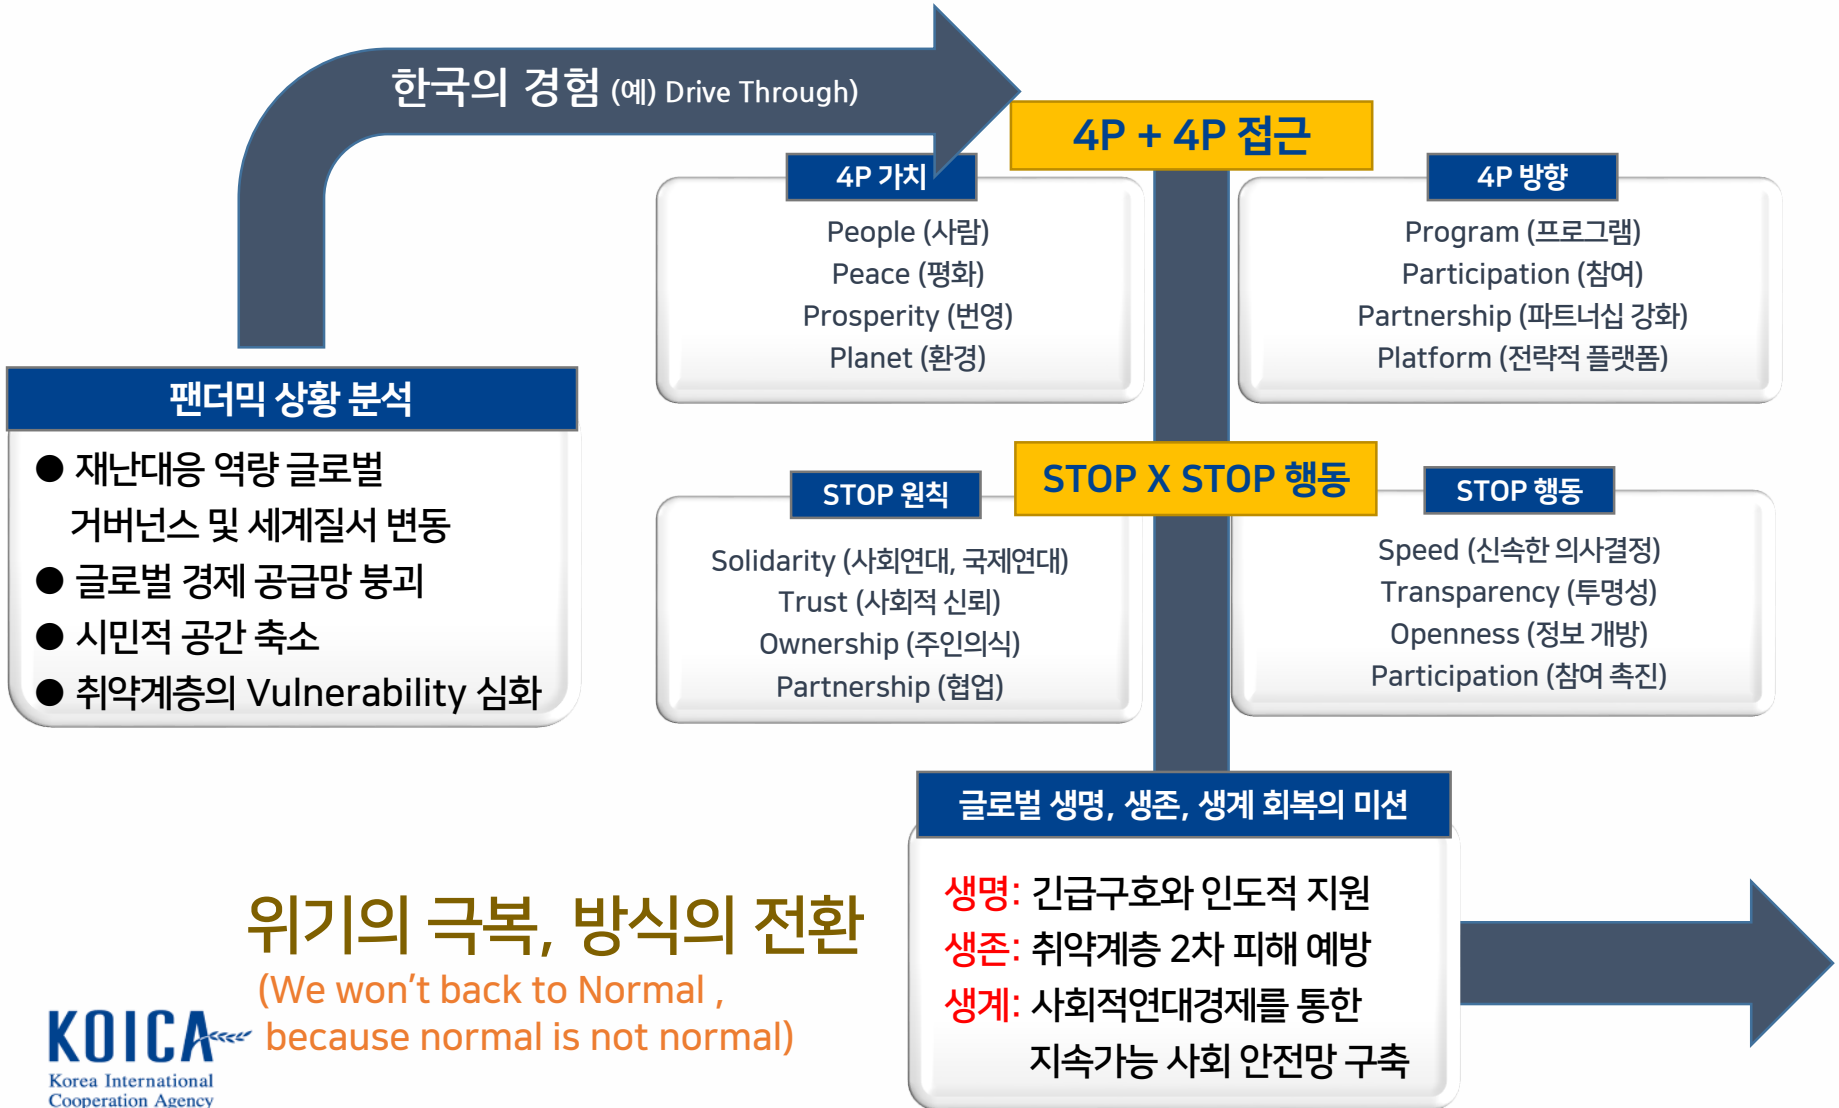 한국의 경험 (예) Drive Through)
4P + 4P 접근
4P 가치
People (사람)
Peace (평화)
Prosperity (번영)
Planet (환경)
4P 방향
Program (프로그램)
Participation (참여)
Partnership (파트너십 강화)
Platform (전략적 플랫폼)
팬더믹 상황 분석
● 재난대응 역량 글로벌
거버넌스 및 세계질서 변동
● 글로벌 경제 공급망 붕괴
● 시민적 공간 축소
● 취약계층의 Vulnerability 심화
STOP X STOP 행동
STOP 원칙
Solidarity (사회연대, 국제연대)
Trust (사회적 신뢰)
Ownership (주인의식)
Partnership (협업)
STOP 행동
Speed (신속한 의사결정)
Transparency (투명성)
Openness (정보 개방)
Participation (참여 촉진)
글로벌 생명, 생존, 생계 회복의 미션
생명: 긴급구호와 인도적 지원
생존: 취약계층 2차 피해 예방
생계: 사회적연대경제를 통한
지속가능 사회 안전망 구축
위기의 극복, 방식의 전환
(We won't back to Normal ,
because normal is not normal)
KOICA
Korea International
Cooperation Agency